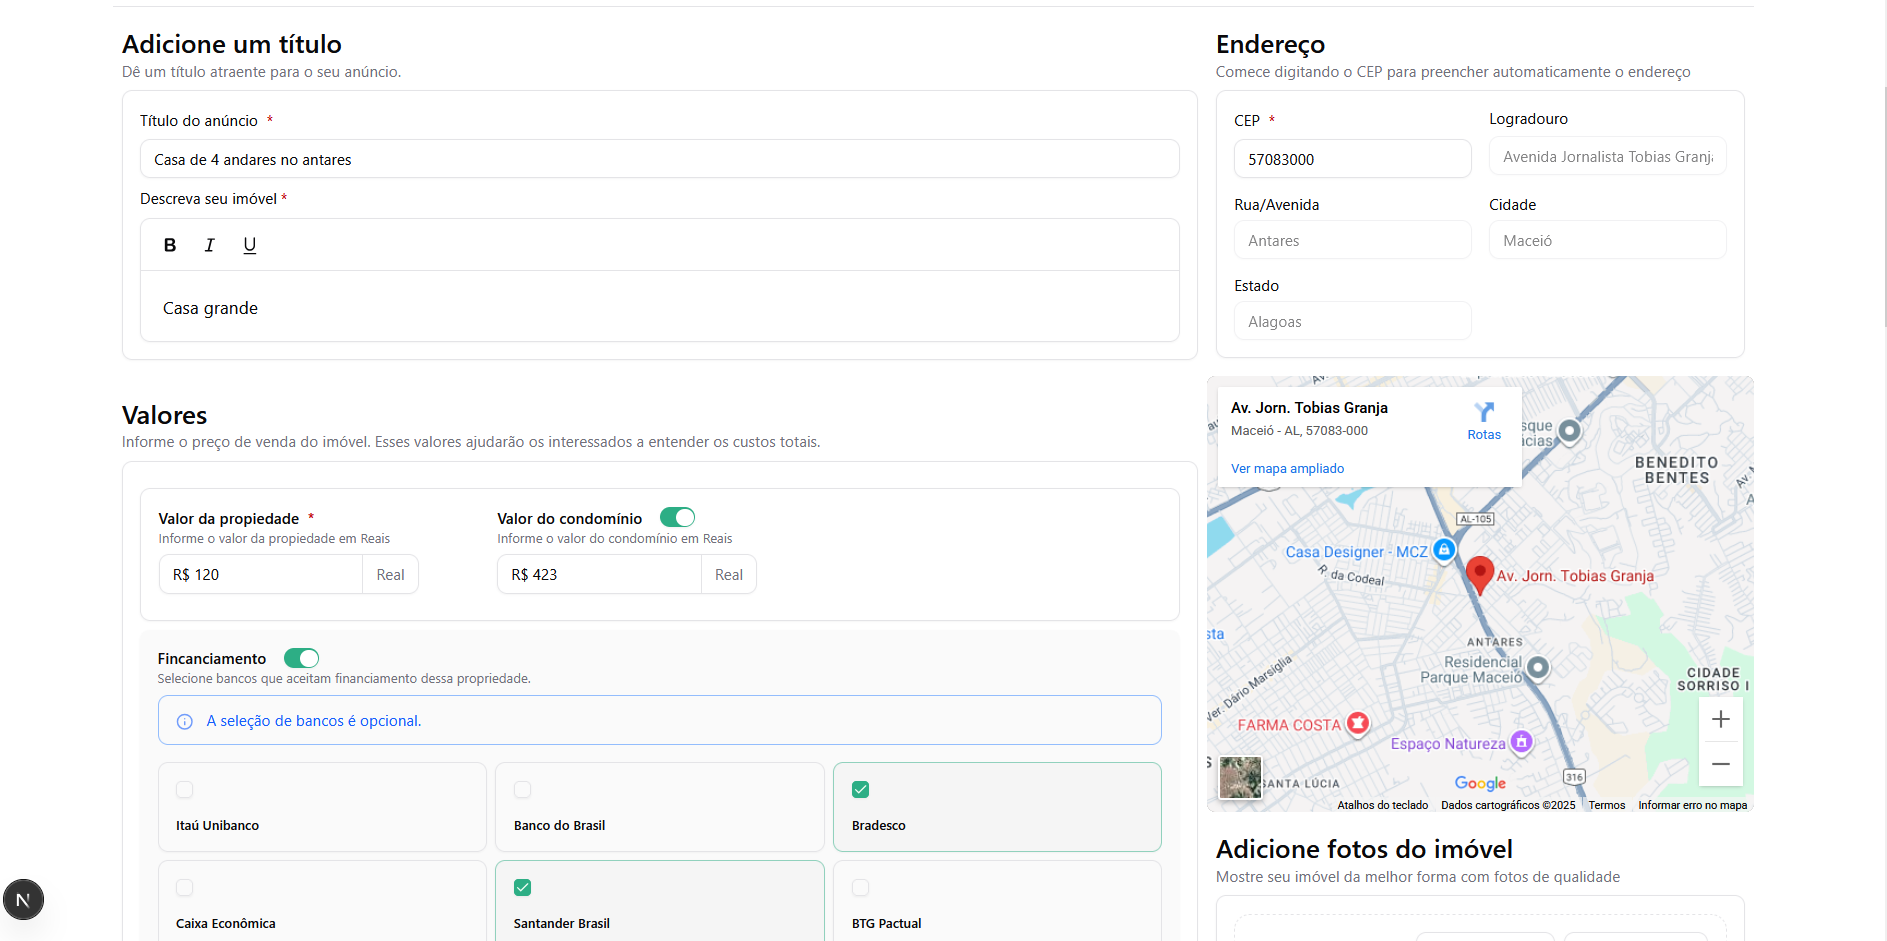 Adicione um título
Dê um título atraente para o seu anúncio.
Título do anúncio *
Casa de 4 andares no antares
Descreva seu imóvel *
B I U
Casa grande
Endereço
Comece digitando o CEP para preencher automaticamente o endereço
CEP *
57083000
Logradouro
Avenida Jornalista Tobias Granj
Rua/Avenida
Antares
Cidade
Maceió
Estado
Alagoas
Valores
Informe o preço de venda do imóvel. Esses valores ajudarão os interessados a entender os custos totais.
Valor da propiedade *
Informe o valor da propiedade em Reais
R$ 120
Real
Valor do condomínio
Informe o valor do condomínio em Reais
R$ 423
Real
Fincanciamento
Selecione bancos que aceitam financiamento dessa propriedade.
A seleção de bancos é opcional.
Itaú Unibanco
Banco do Brasil
Bradesco
Caixa Econômica
Santander Brasil
BTG Pactual
N
Av. Jorn. Tobias Granja
Maceió - AL, 57083-000
Rotas
Ver mapa ampliado
BENEDITO
BENTES
AL-105
Casa Designer - MCZ
R. da Codeal
Av. Jorn. Tobias Granja
ANTARES
Residencial
Parque Maceió
Ver. Dário Marsiglia
CIDADE
SORRISO I
FARMA COSTA
Espaço Natureza
SANTA LÚCIA
316
Google
Atalhos do teclado
Dados cartográficos ©2025
Termos
Informar erro no mapa
Adicione fotos do imóvel
Mostre seu imóvel da melhor forma com fotos de qualidade